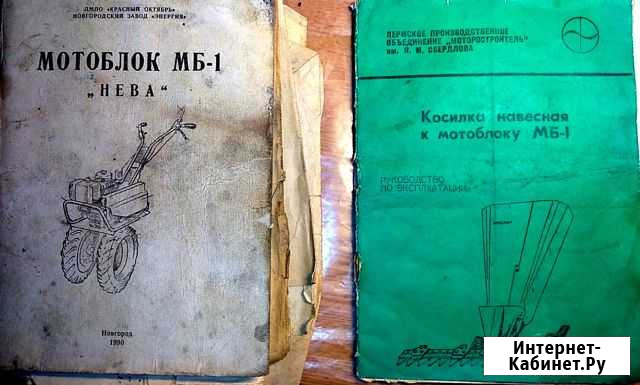 ЛМПО «КРАСНЫЙ ОКТЯБРЬ»
НОВГОРОДСКИЙ ЗАВОД «ЭНЕРГИЯ»
МОТОБЛОК МБ-1
„НЕВА"
Новгород
1990
ПЕРМСКОЕ ПРОИЗВОДСТВЕННОЕ
ОБЪЕДИНЕНИЕ „МОТОРОСТРОИТЕЛЬ"
им. Я. М. СВЕРДЛОВА
Косилка навесная
к мотоблоку МБ-1
РУКОВОДСТВО
ПО ЭКСПЛУАТАЦИИ
Интернет-
Кабинет.Ру